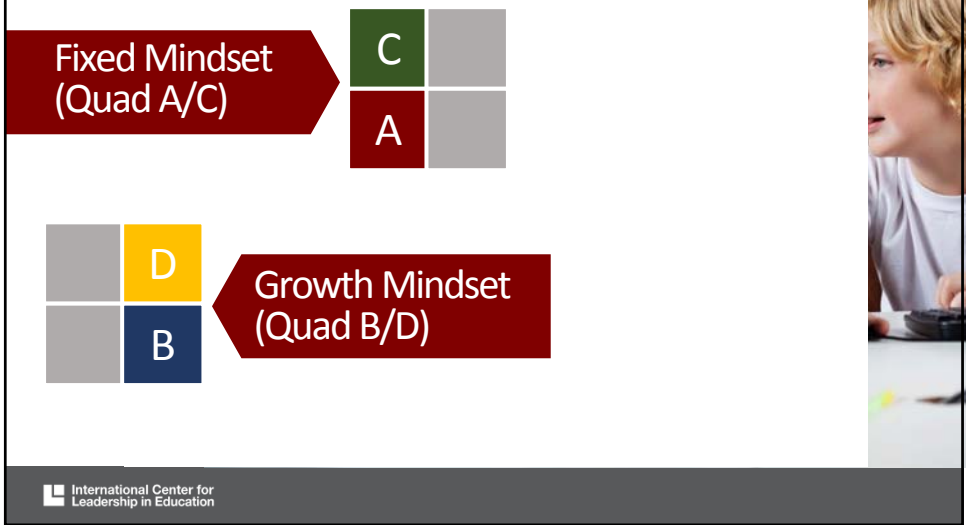 Fixed Mindset
(Quad A/C)
C
A
D
B
Growth Mindset
(Quad B/D)
International Center for
Leadership in Education